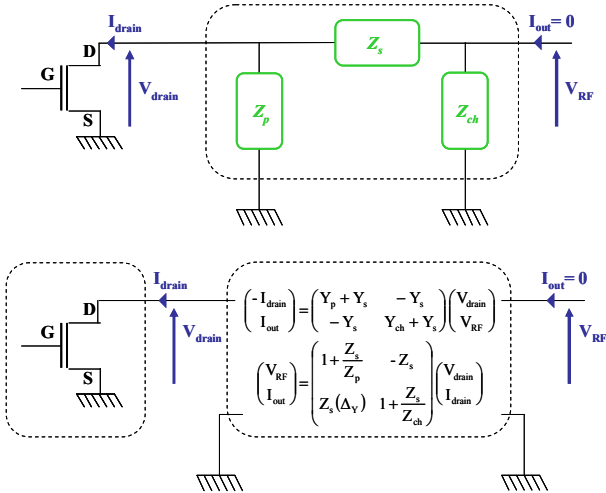 I_drain I_out= 0
D Z_s
G V_drain V_RF
Z_p Z_ch
S
I_drain I_out= 0
D
G V_drain V_RF
S
(- I_drain I_out) = (Y_p + Y_s - Y_s - Y_s Y_ch + Y_s) (V_drain V_RF)
(V_RF I_out) = (1 + Z_s/Z_p - Z_s Z_s(Δ_Y) 1 + Z_s/Z_ch) (V_drain I_drain)